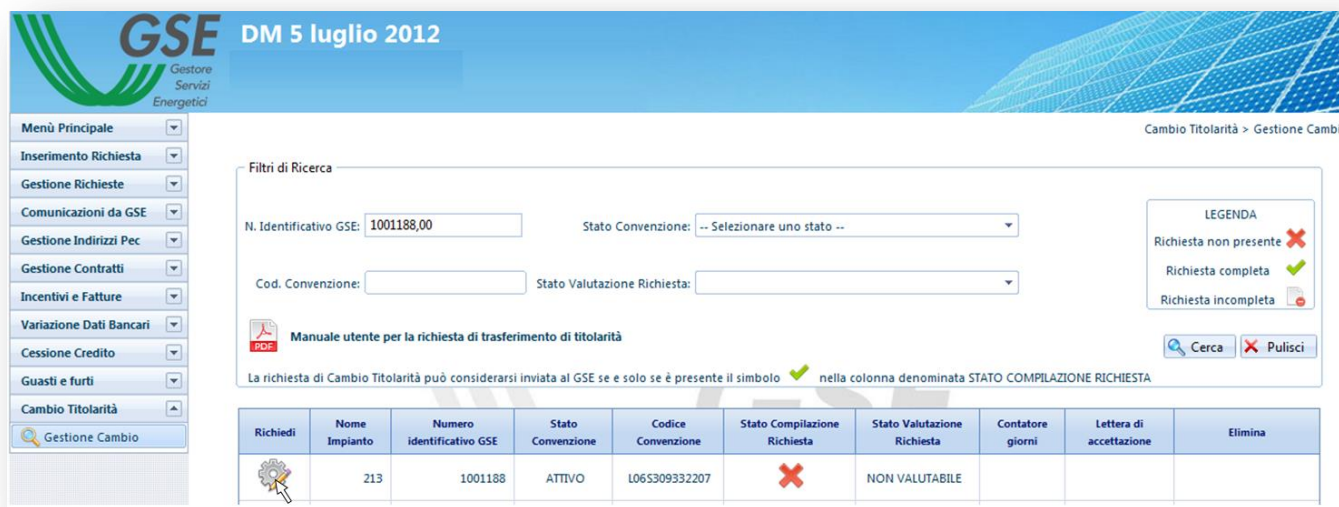 GSE
Gestore
Servizi
Energetici
DM 5 luglio 2012
Menù Principale
Inserimento Richiesta
Gestione Richieste
Comunicazioni da GSE
Gestione Indirizzi Pec
Gestione Contratti
Incentivi e Fatture
Variazione Dati Bancari
Cessione Credito
Guasti e furti
Cambio Titolarità
Gestione Cambio
Cambio Titolarità > Gestione Cambi
Filtri di Ricerca
N. Identificativo GSE: 1001188,00 Stato Convenzione: -- Selezionare uno stato --
Cod. Convenzione: Stato Valutazione Richiesta:
LEGENDA
Richiesta non presente
Richiesta completa
Richiesta incompleta
PDF Manuale utente per la richiesta di trasferimento di titolarità
Cerca Pulisci
La richiesta di Cambio Titolarità può considerarsi inviata al GSE se e solo se è presente il simbolo nella colonna denominata STATO COMPILAZIONE RICHIESTA
Richiedi Nome Impianto Numero identificativo GSE Stato Convenzione Codice Convenzione Stato Compilazione Richiesta Stato Valutazione Richiesta Contatore giorni Lettera di accettazione Elimina
213 1001188 ATTIVO L06S309332207 NON VALUTABILE